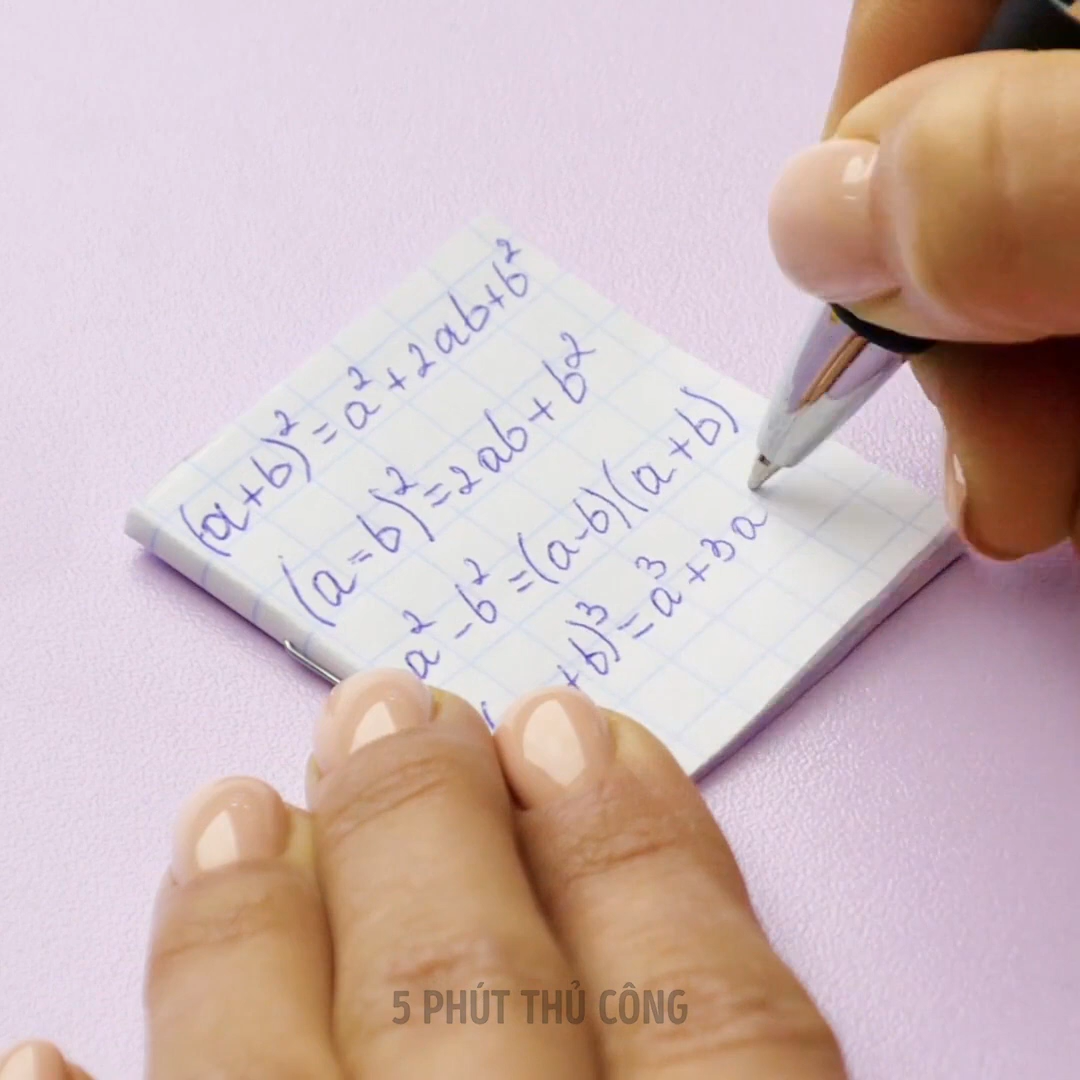 (a+b)²=a²+2ab+b²
(a=b)²=2ab+b²
a²-b²=(a-b)(a+b)
+b)³=a³+3a
5 PHÚT THỦ CÔNG